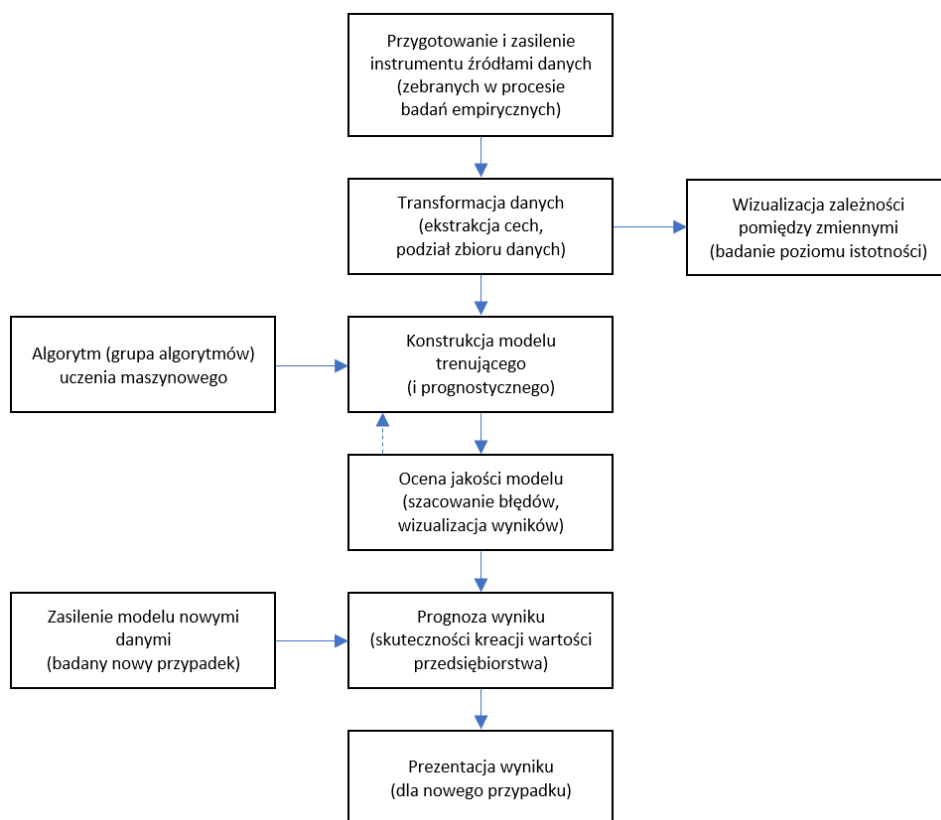 Przygotowanie i zasilenie
instrumentu źródłami danych
(zebranych w procesie
badań empirycznych)
Transformacja danych
(ekstrakcja cech,
podział zbioru danych)
Wizualizacja zależności
pomiędzy zmiennymi
(badanie poziomu istotności)
Algorytm (grupa algorytmów)
uczenia maszynowego
Konstrukcja modelu
trenującego
(i prognostycznego)
Ocena jakości modelu
(szacowanie błędów,
wizualizacja wyników)
Zasilenie modelu nowymi
danymi
(badany nowy przypadek)
Prognoza wyniku
(skuteczności kreacji wartości
przedsiębiorstwa)
Prezentacja wyniku
(dla nowego przypadku)